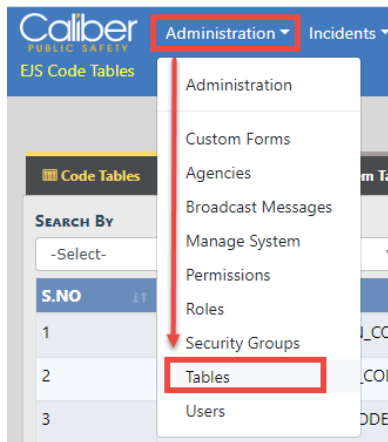 Caliber
PUBLIC SAFETY
Administration
Incidents
EJS Code Tables
Administration
Custom Forms
Agencies
Broadcast Messages
Manage System
Permissions
Roles
Security Groups
Tables
Users
Code Tables
SEARCH BY
-Select-
S.NO
1
2
3